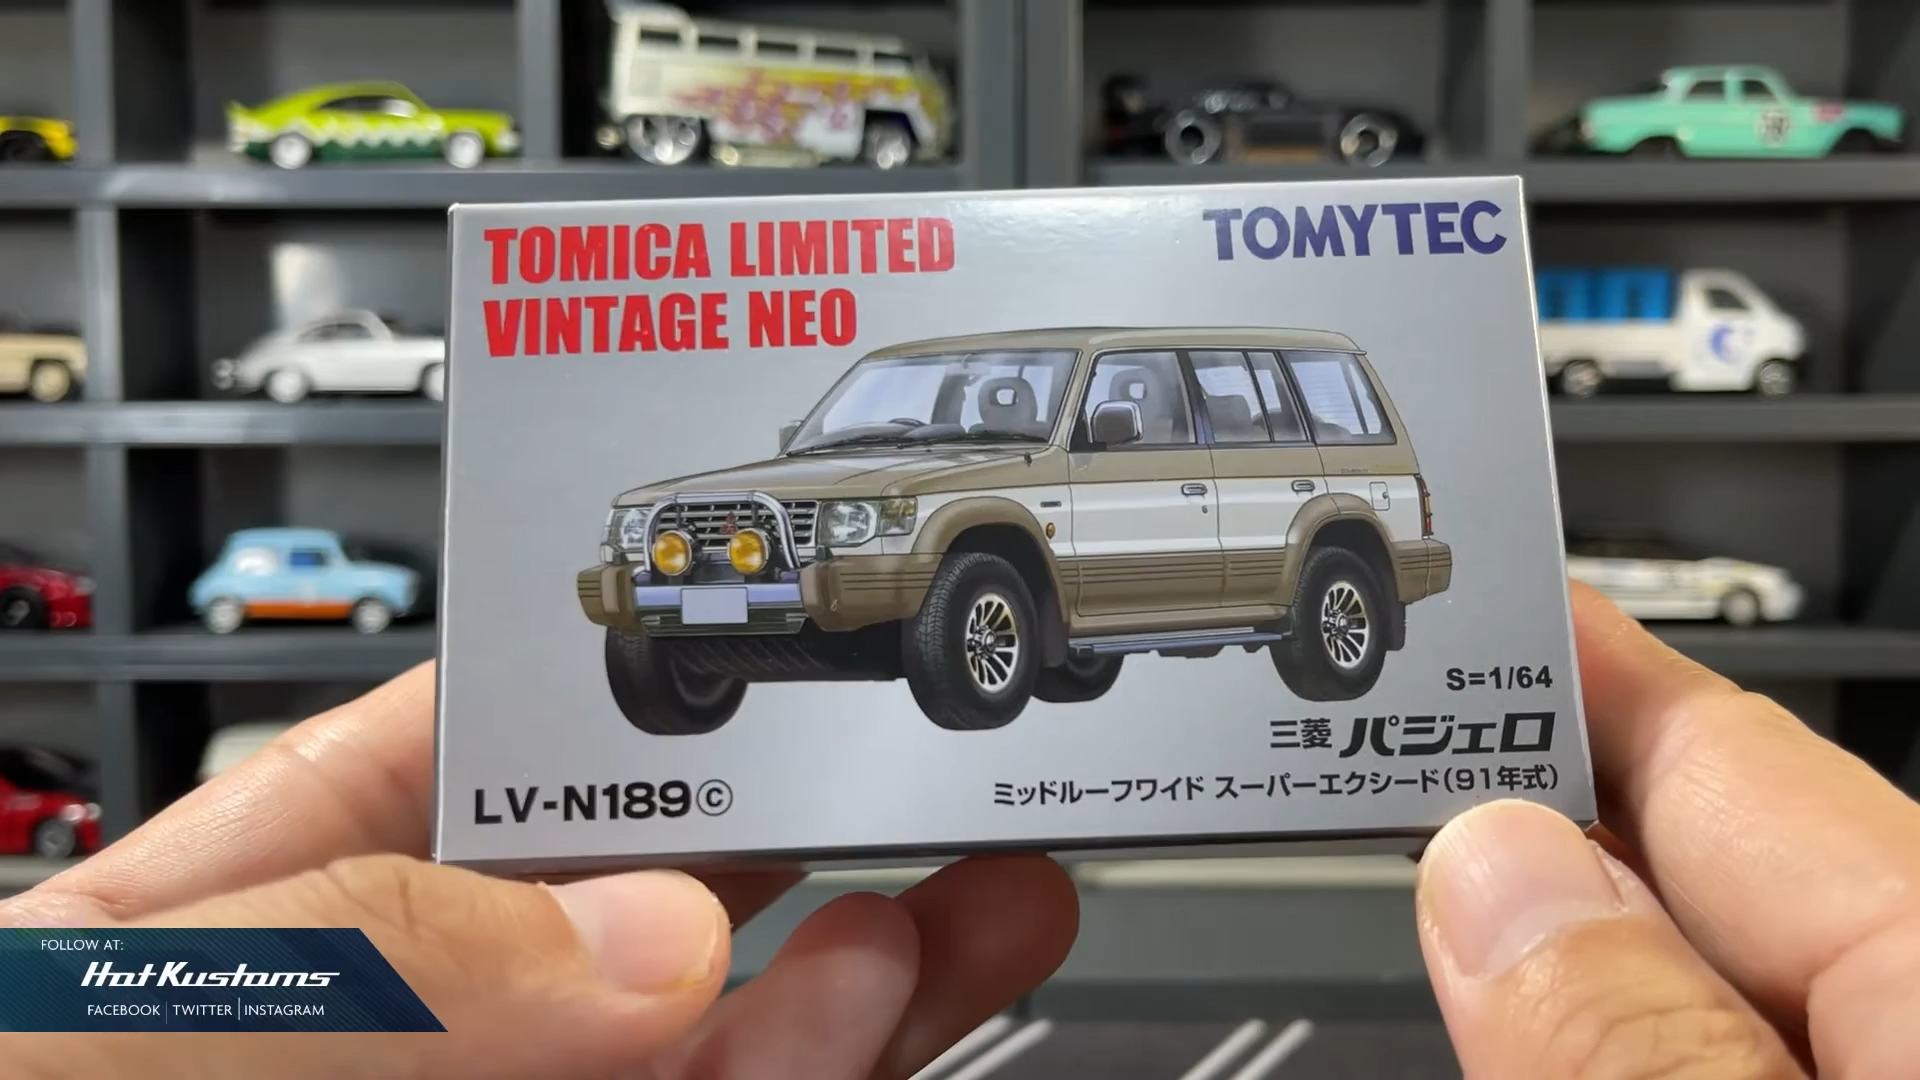 TOMICA LIMITED
VINTAGE NEO
TOMYTEC
S=1/64
三菱 パジェロ
ミッドルーフワイド スーパーエクシード(91年式)
LV-N189ⓒ
FOLLOW AT:
HotKustoms
FACEBOOK | TWITTER | INSTAGRAM